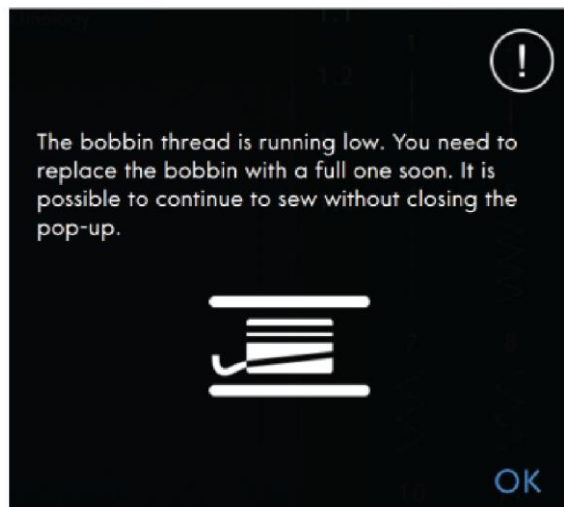 !
The bobbin thread is running low. You need to
replace the bobbin with a full one soon. It is
possible to continue to sew without closing the
pop-up.
OK